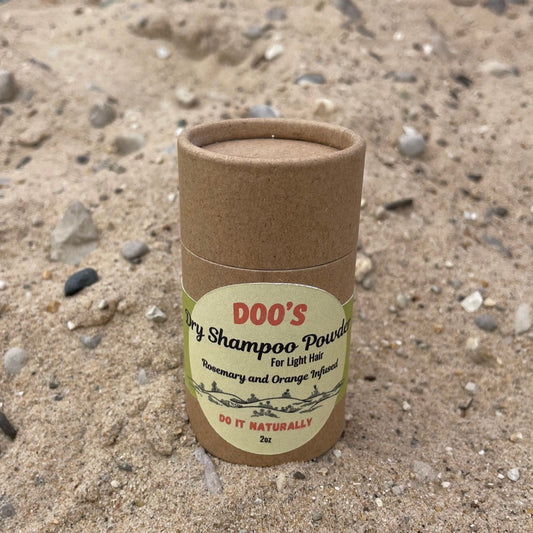 DOO'S
Dry Shampoo Powder
For Light Hair
Rosemary and Orange Infused
DO IT NATURALLY
2oz